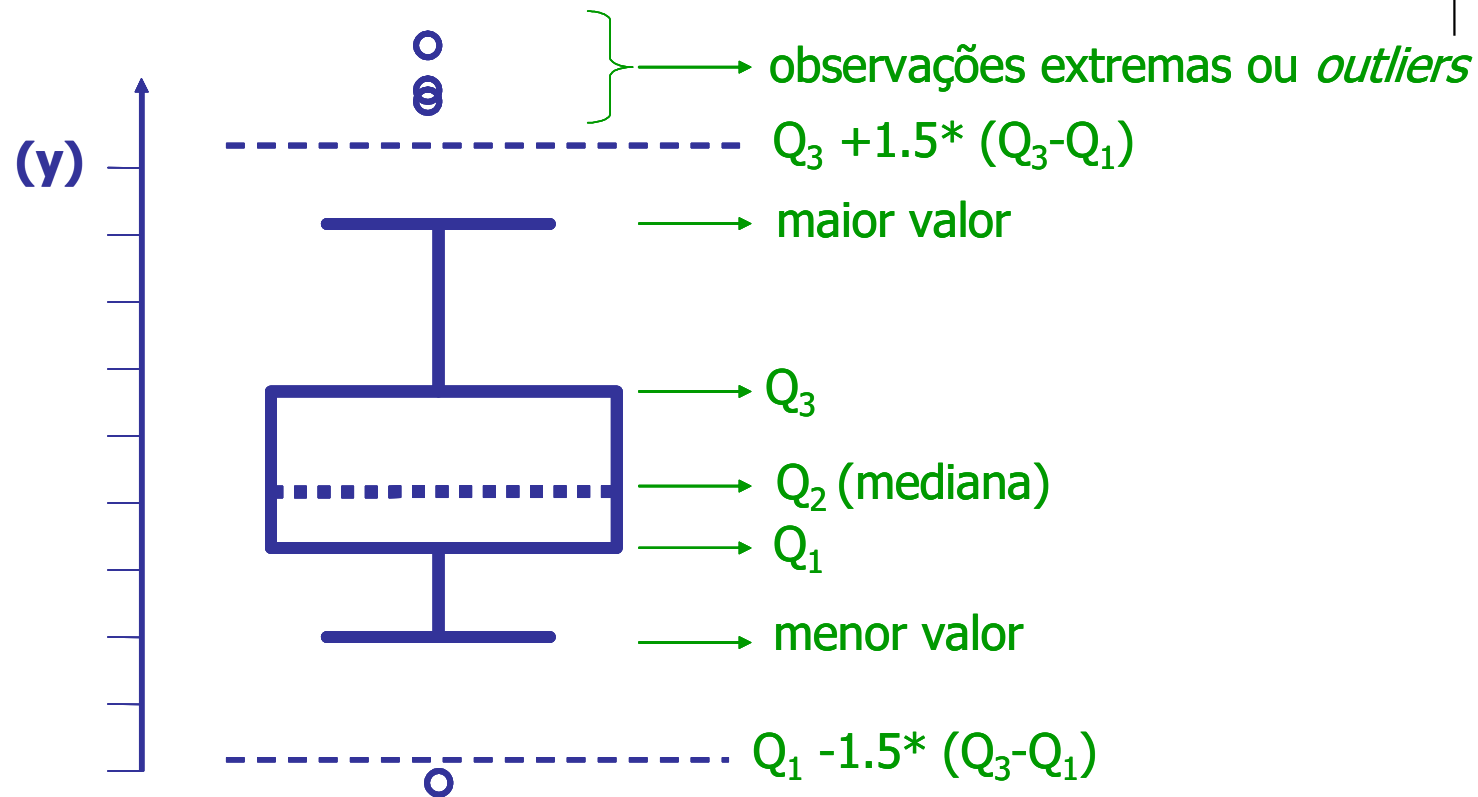 observações extremas ou outliers
Q₃ +1.5* (Q₃-Q₁)
(y)
maior valor
Q₃
Q₂ (mediana)
Q₁
menor valor
Q₁ -1.5* (Q₃-Q₁)